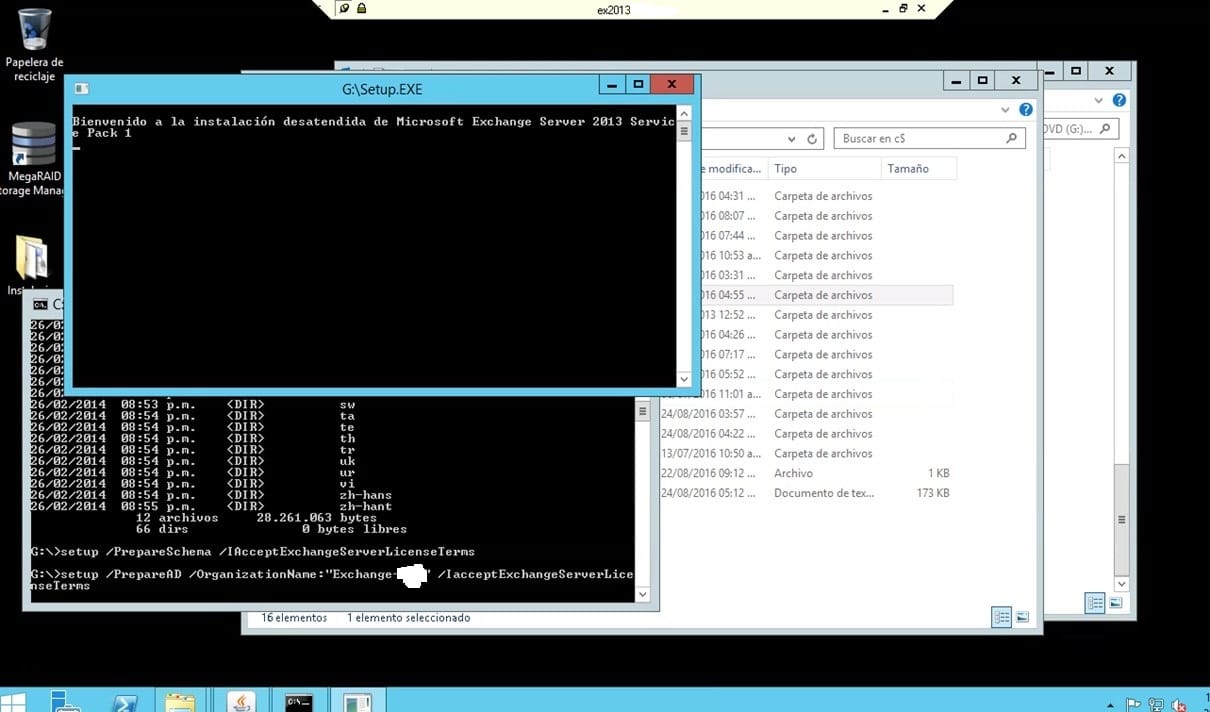 ex2013
Papelera de
reciclaje
MegaRAID
torage Mana
G:\Setup.EXE
Bienvenido a la instalación desatendida de Microsoft Exchange Server 2013 Servic
e Pack 1
Buscar en c$
DVD (G:)...
e modifica... Tipo Tamaño
016 04:31 ... Carpeta de archivos
016 08:07 ... Carpeta de archivos
016 07:44 ... Carpeta de archivos
016 10:53 a... Carpeta de archivos
016 03:31 ... Carpeta de archivos
016 04:55 ... Carpeta de archivos
013 12:52 ... Carpeta de archivos
016 04:26 ... Carpeta de archivos
016 07:17 ... Carpeta de archivos
016 05:52 ... Carpeta de archivos
11:01 a... Carpeta de archivos
24/08/2016 03:57 ... Carpeta de archivos
24/08/2016 04:22 ... Carpeta de archivos
13/07/2016 10:50 a... Carpeta de archivos
22/08/2016 09:12 ... Archivo 1 KB
24/08/2016 05:12 ... Documento de tex... 173 KB
16 elementos 1 elemento seleccionado
26/02
26/02
26/02
26/02
26/02
26/02
26/02
26/02/2014 08:53 p.m. <DIR> sw
26/02/2014 08:54 p.m. <DIR> ta
26/02/2014 08:54 p.m. <DIR> te
26/02/2014 08:54 p.m. <DIR> th
26/02/2014 08:54 p.m. <DIR> tr
26/02/2014 08:54 p.m. <DIR> uk
26/02/2014 08:54 p.m. <DIR> ur
26/02/2014 08:54 p.m. <DIR> vi
26/02/2014 08:54 p.m. <DIR> zh-hans
26/02/2014 08:55 p.m. <DIR> zh-hant
12 archivos 28.261.063 bytes
66 dirs 0 bytes libres
G:\>setup /PrepareSchema /IAcceptExchangeServerLicenseTerms
G:\>setup /PrepareAD /OrganizationName:"Exchange- " /IacceptExchangeServerLice
nseTerms